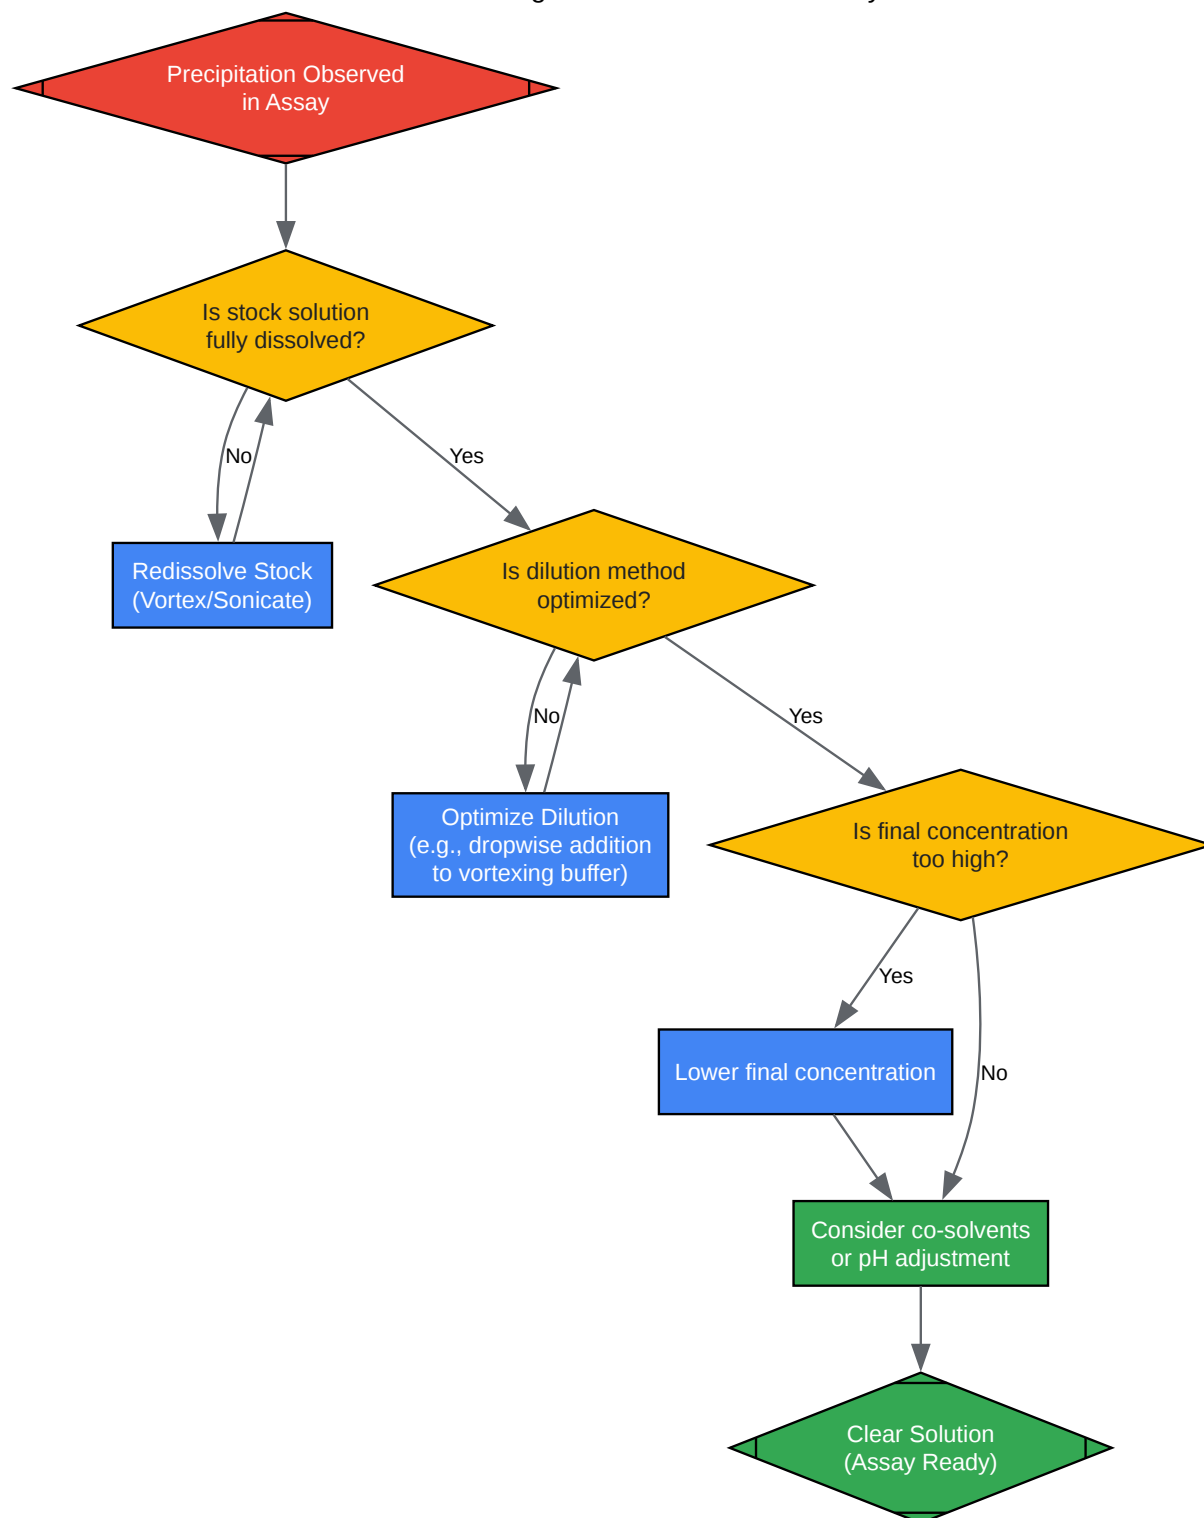 Precipitation Observed
in Assay
Is stock solution
fully dissolved?
No
Yes
Redissolve Stock
(Vortex/Sonicate)
Is dilution method
optimized?
No
Yes
Optimize Dilution
(e.g., dropwise addition
to vortexing buffer)
Is final concentration
too high?
Yes
Lower final concentration
No
Consider co-solvents
or pH adjustment
Clear Solution
(Assay Ready)